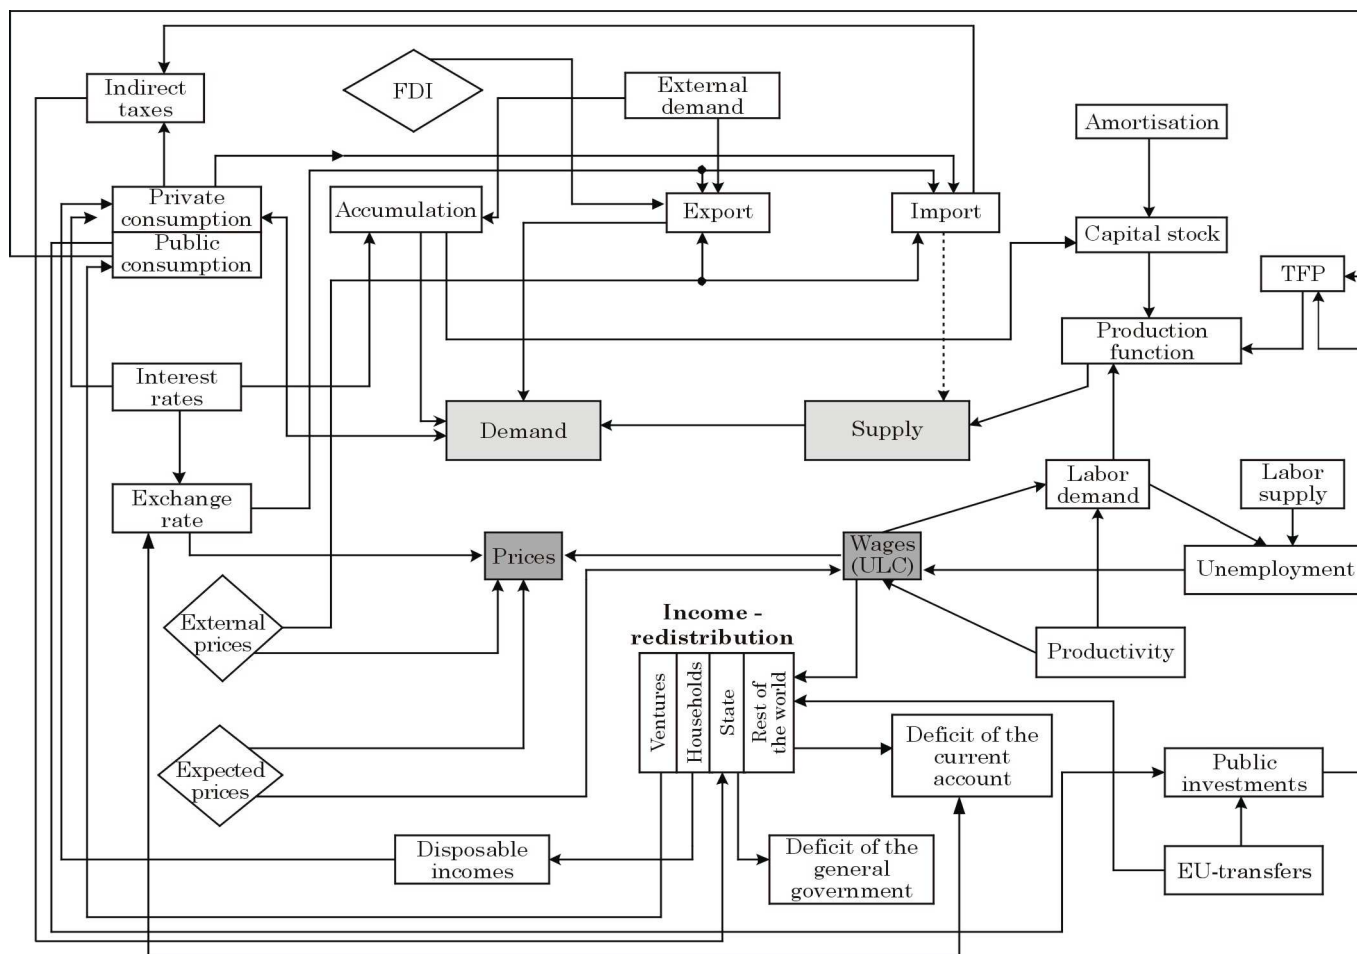 Indirect
taxes
FDI
External
demand
Amortisation
Private
consumption
Public
consumption
Accumulation
Export
Import
Capital stock
TFP
Production
function
Interest
rates
Demand
Supply
Exchange
rate
Labor
demand
Labor
supply
Prices
Wages
(ULC)
Unemployment
External
prices
Income -
redistribution
Productivity
Ventures
Households
State
Rest of
the world
Expected
prices
Deficit of the
current
account
Public
investments
Disposable
incomes
Deficit of the
general
government
EU-transfers